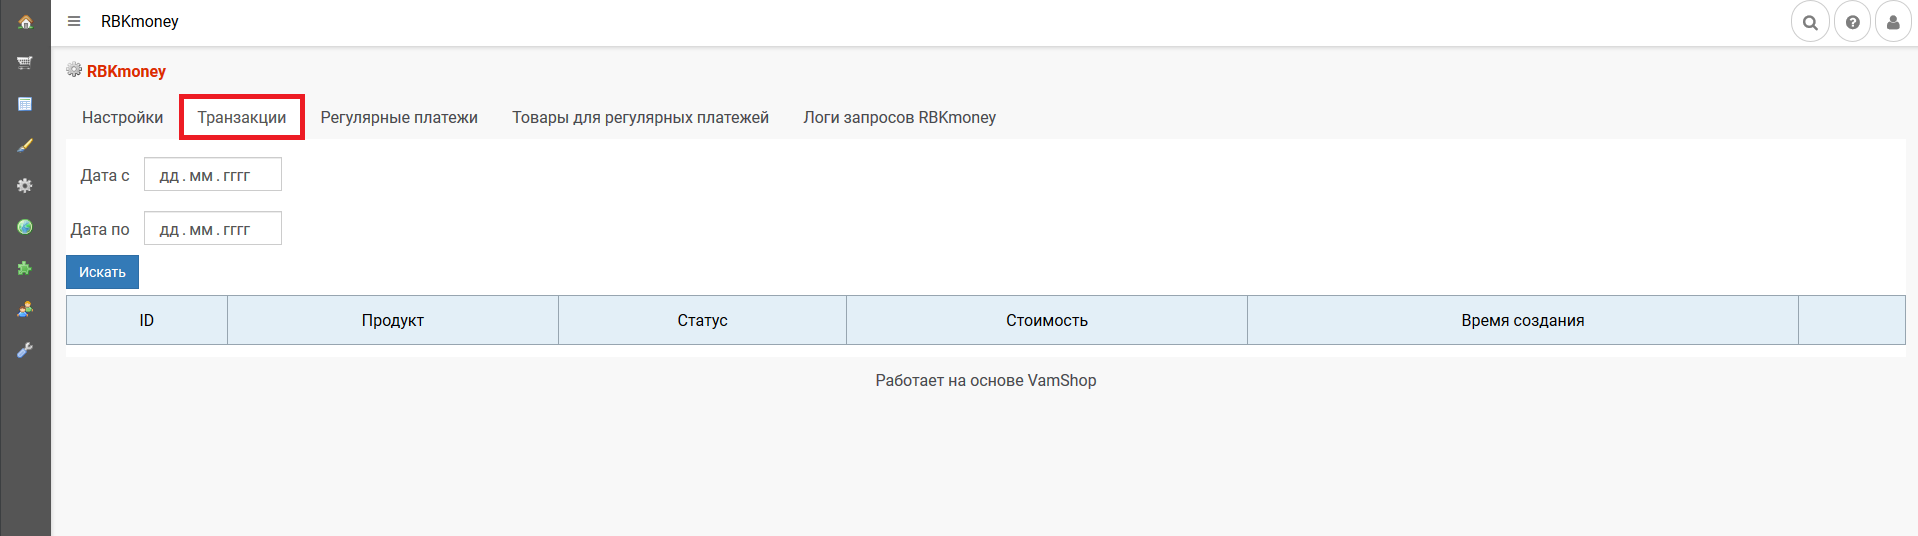 RBKmoney
RBKmoney
Настройки Транзакции Регулярные платежи Товары для регулярных платежей Логи запросов RBKmoney
Дата с дд.мм.гггг
Дата по дд.мм.гггг
Искать
ID Продукт Статус Стоимость Время создания
Работает на основе VamShop